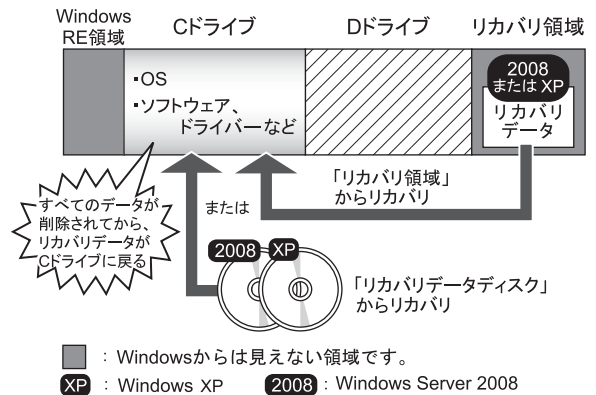 Windows
RE領域
Cドライブ
Dドライブ
リカバリ領域
・OS
・ソフトウェア、
ドライバーなど
2008
または XP
リカバリ
データ
すべてのデータが
削除されてから、
リカバリデータが
Cドライブに戻る
または
「リカバリ領域」
からリカバリ
2008
XP
「リカバリデータディスク」
からリカバリ
：Windowsからは見えない領域です。
XP：Windows XP
2008：Windows Server 2008